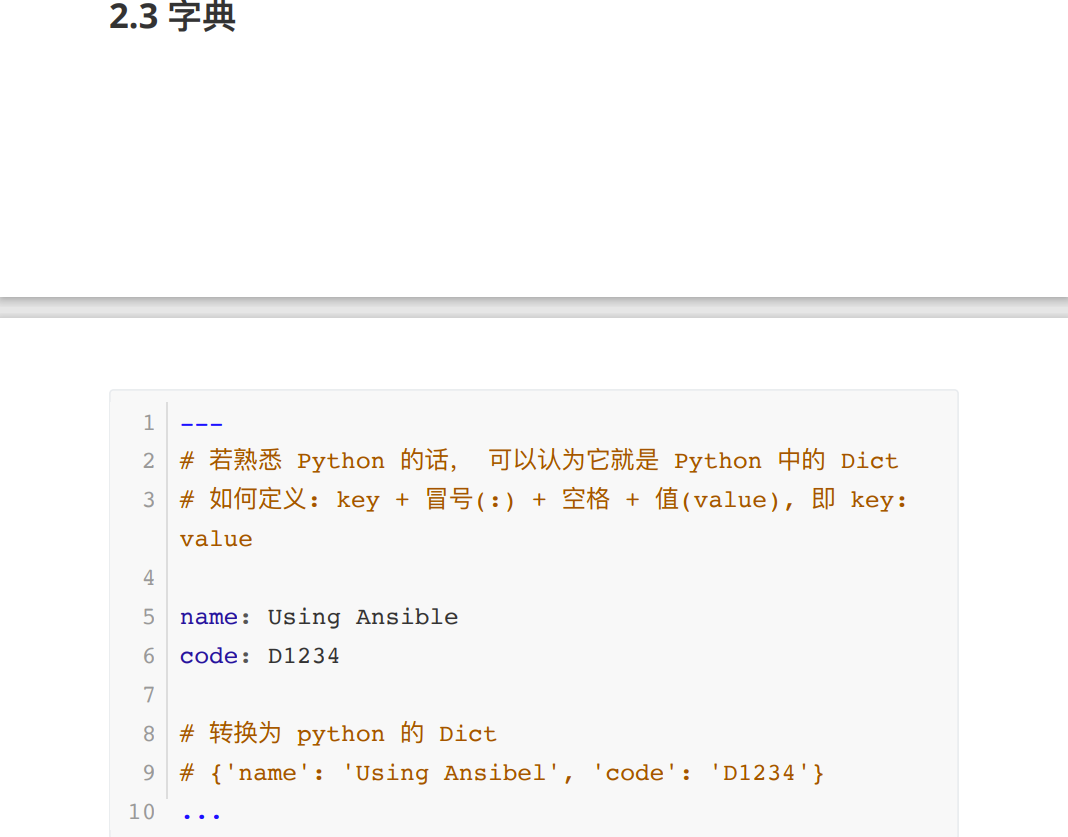 2.3 字典
1 ---
2 # 若熟悉 Python 的话， 可以认为它就是 Python 中的 Dict
3 # 如何定义: key + 冒号(:) + 空格 + 值(value), 即 key:
value
4
5 name: Using Ansible
6 code: D1234
7
8 # 转换为 python 的 Dict
9 # {'name': 'Using Ansibel', 'code': 'D1234'}
10 ...